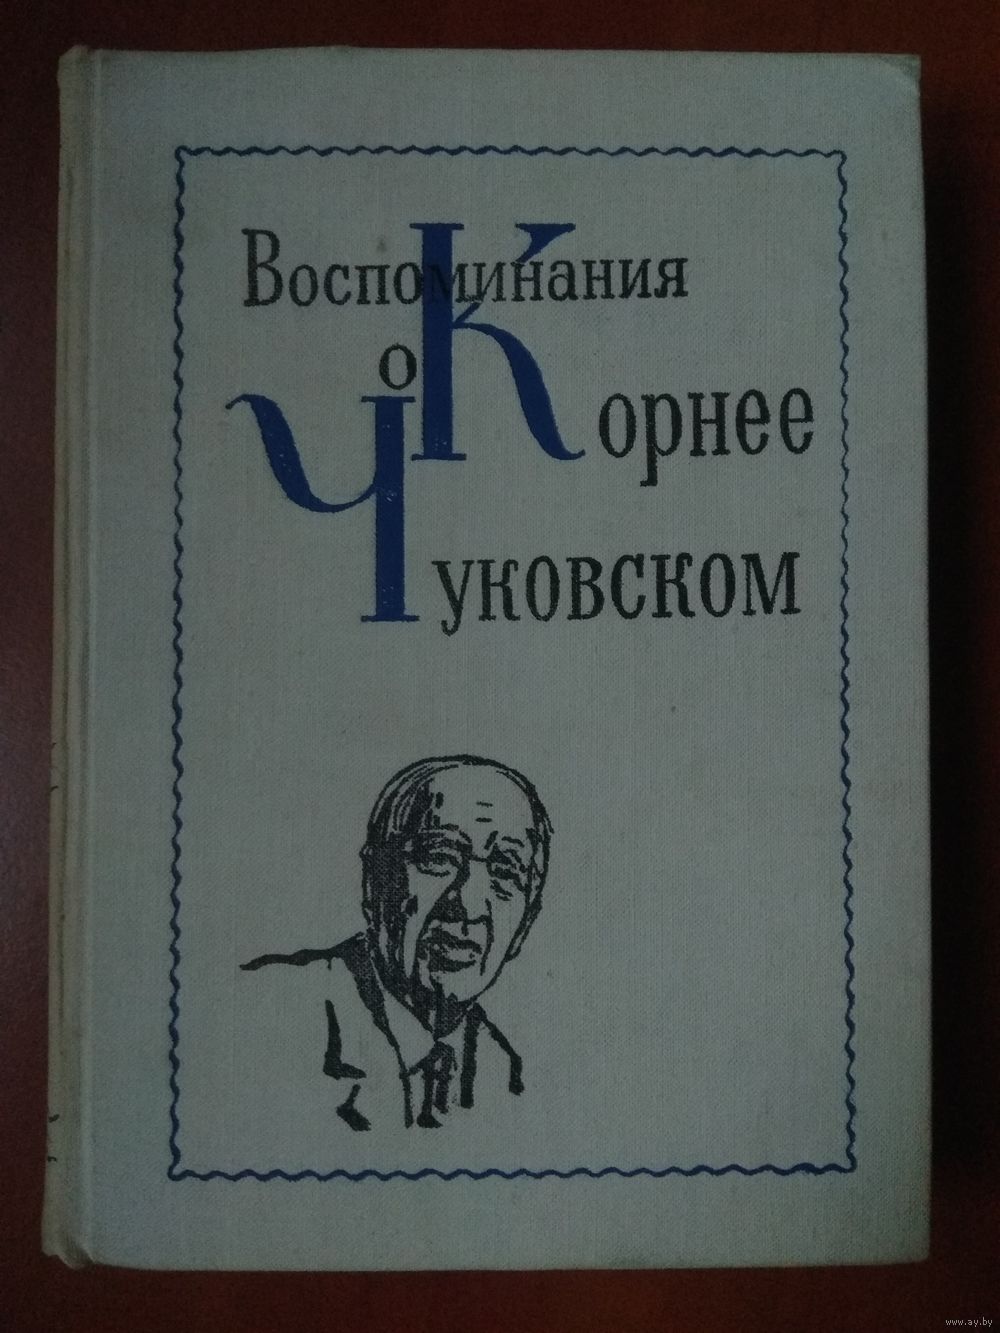 Воспоминания
о Корнее
Чуковском
www.ay.by